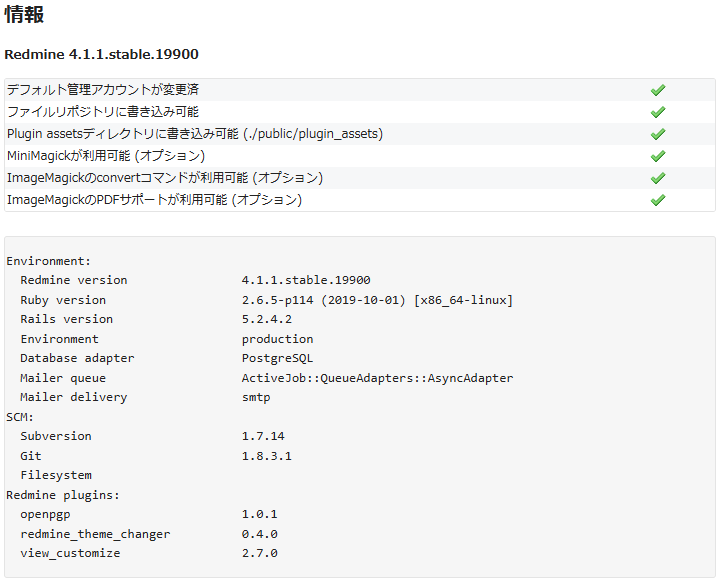 情報
Redmine 4.1.1.stable.19900
デフォルト管理アカウントが変更済
ファイルリポジトリに書き込み可能
Plugin assetsディレクトリに書き込み可能 (./public/plugin_assets)
MiniMagickが利用可能 (オプション)
ImageMagickのconvertコマンドが利用可能 (オプション)
ImageMagickのPDFサポートが利用可能 (オプション)
Environment:
  Redmine version                4.1.1.stable.19900
  Ruby version                   2.6.5-p114 (2019-10-01) [x86_64-linux]
  Rails version                  5.2.4.2
  Environment                    production
  Database adapter               PostgreSQL
  Mailer queue                   ActiveJob::QueueAdapters::AsyncAdapter
  Mailer delivery                smtp
SCM:
  Subversion                     1.7.14
  Git                            1.8.3.1
  Filesystem
Redmine plugins:
  openpgp                        1.0.1
  redmine_theme_changer          0.4.0
  view_customize                 2.7.0